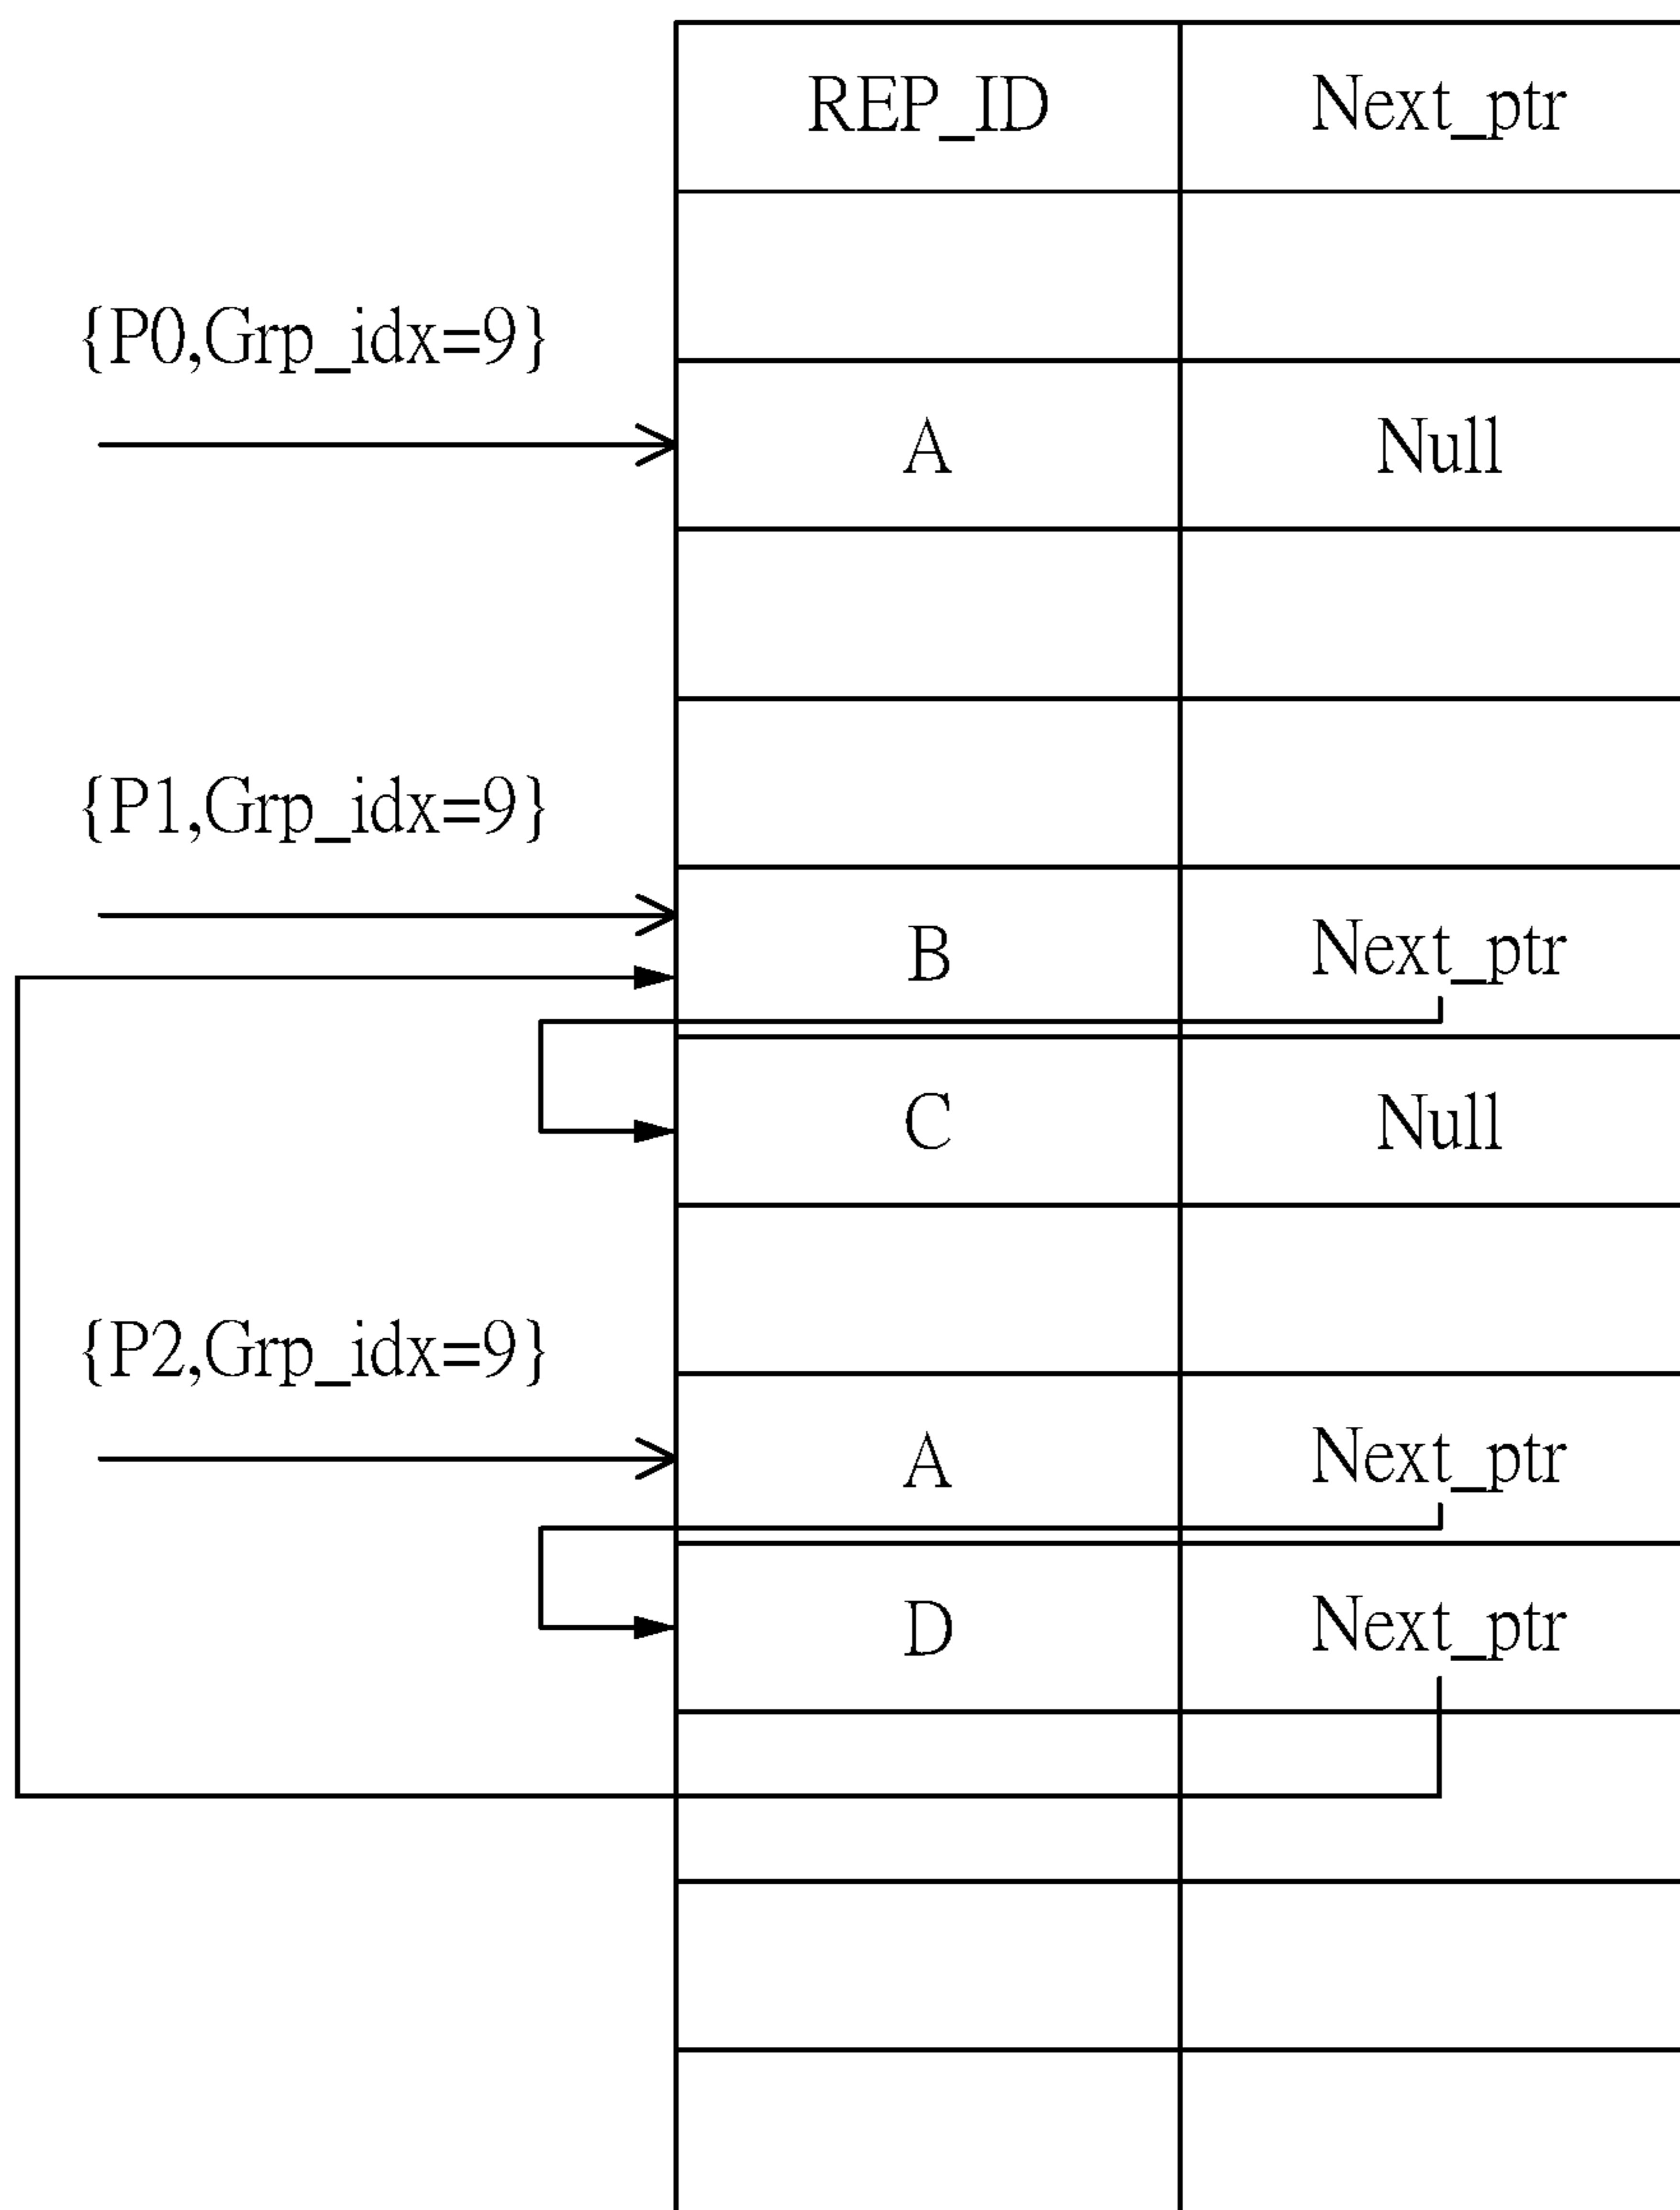 REP_ID Next_ptr
{P0,Grp_idx=9}
A Null
{P1,Grp_idx=9}
B Next_ptr
C Null
{P2,Grp_idx=9}
A Next_ptr
D Next_ptr